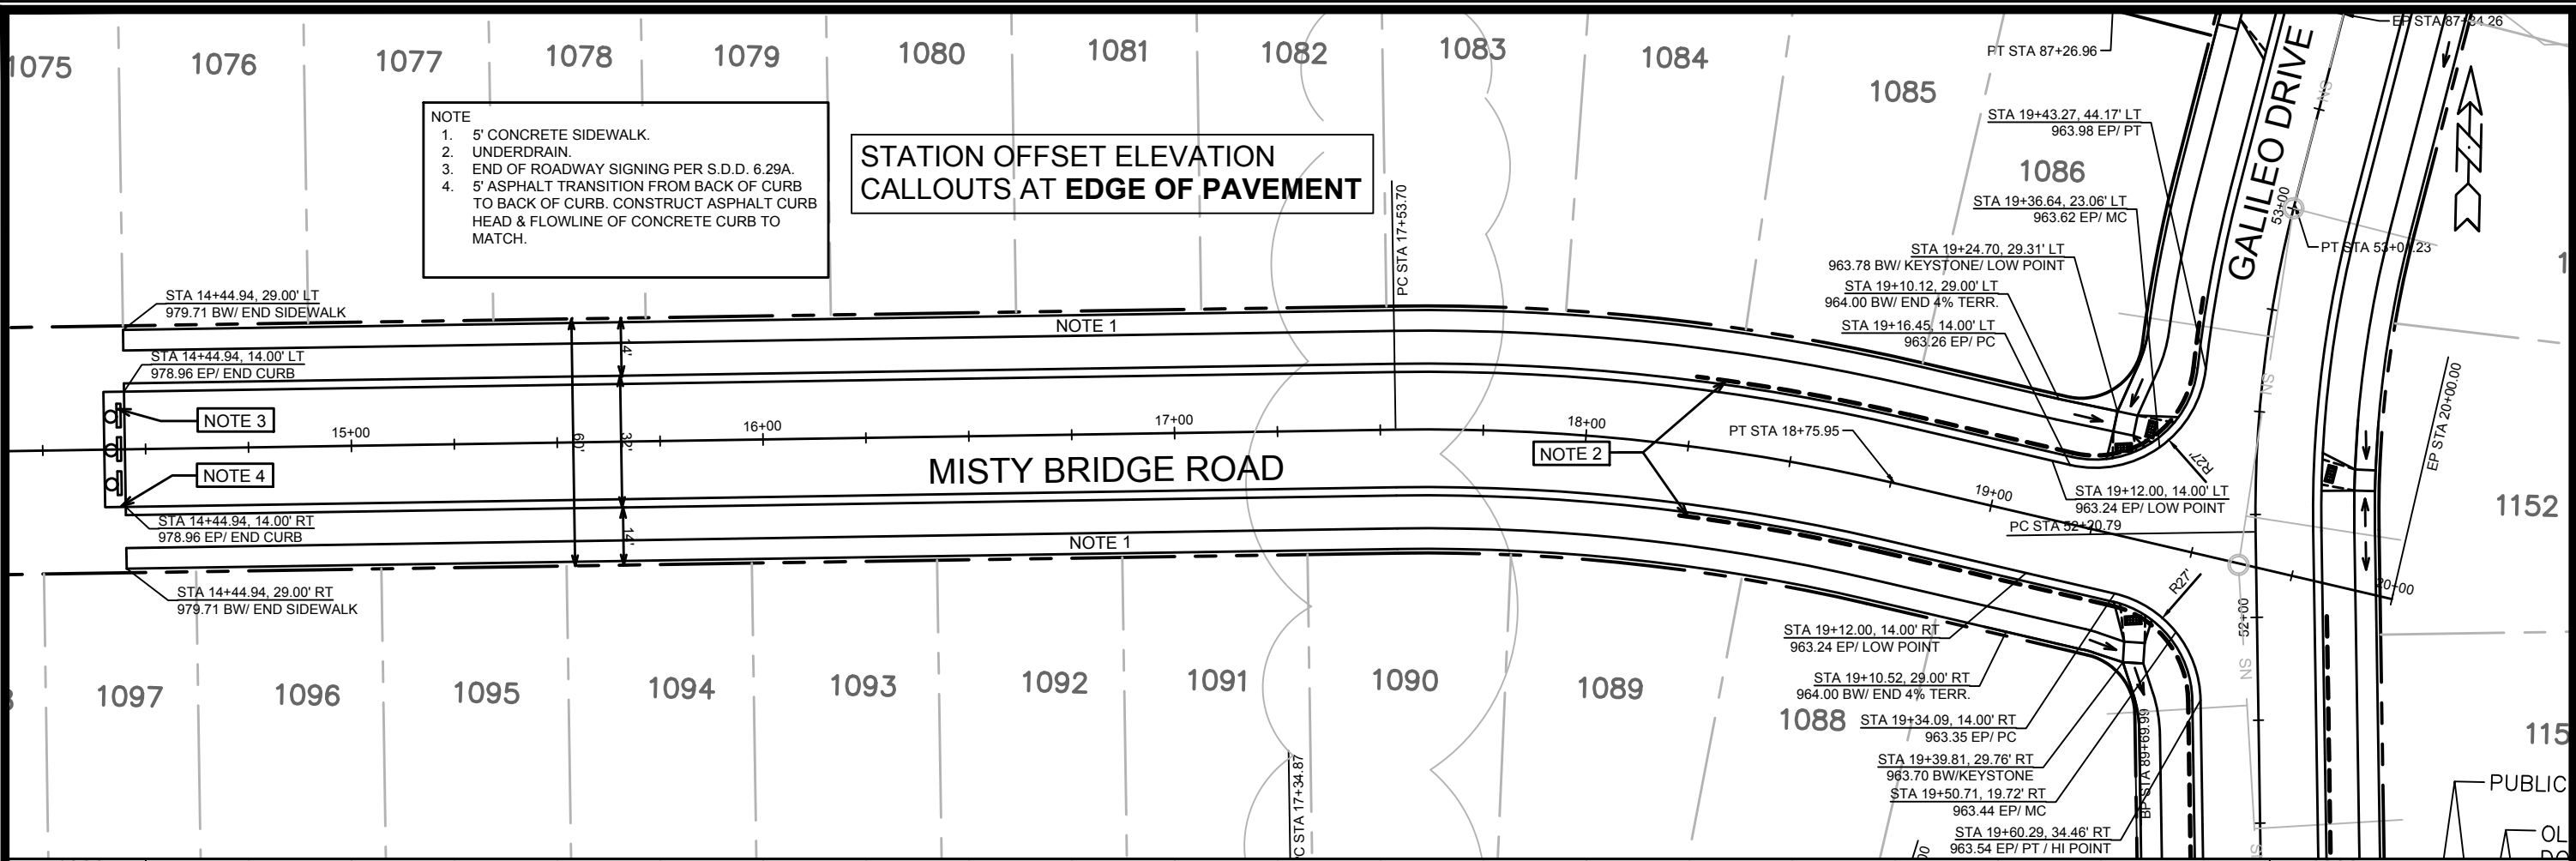 1075
1076
1077
1078
1079
1080
1081
1082
1083
1084
1085
1086
NOTE
1. 5' CONCRETE SIDEWALK.
2. UNDERDRAIN.
3. END OF ROADWAY SIGNING PER S.D.D. 6.29A.
4. 5' ASPHALT TRANSITION FROM BACK OF CURB
TO BACK OF CURB. CONSTRUCT ASPHALT CURB
HEAD & FLOWLINE OF CONCRETE CURB TO
MATCH.
STATION OFFSET ELEVATION
CALLOUTS AT EDGE OF PAVEMENT
PC STA 17+53.70
PT STA 87+26.96
STA 19+43.27, 44.17' LT
963.98 EP/ PT
STA 19+36.64, 23.06' LT
963.62 EP/ MC
STA 19+24.70, 29.31' LT
963.78 BW/ KEYSTONE/ LOW POINT
STA 19+10.12, 29.00' LT
964.00 BW/ END 4% TERR.
STA 19+16.45, 14.00' LT
963.26 EP/ PC
GALILEO DRIVE
53+00
SN
STA 14+44.94, 29.00' LT
979.71 BW/ END SIDEWALK
STA 14+44.94, 14.00' LT
978.96 EP/ END CURB
NOTE 1
14'
NOTE 3
NOTE 4
15+00
60'
32'
16+00
17+00
18+00
MISTY BRIDGE ROAD
NOTE 2
PT STA 18+75.95
19+00
R27'
SN
EP STA 20+00.00
STA 19+12.00, 14.00' LT
963.24 EP/ LOW POINT
PC STA 52+20.79
1152
STA 14+44.94, 14.00' RT
978.96 EP/ END CURB
14'
NOTE 1
STA 14+44.94, 29.00' RT
979.71 BW/ END SIDEWALK
R27'
20+00
52+00
SN
STA 19+12.00, 14.00' RT
963.24 EP/ LOW POINT
STA 19+10.52, 29.00' RT
964.00 BW/ END 4% TERR.
STA 19+34.09, 14.00' RT
963.35 EP/ PC
STA 19+39.81, 29.76' RT
963.70 BW/KEYSTONE
STA 19+50.71, 19.72' RT
963.44 EP/ MC
STA 19+60.29, 34.46' RT
963.54 EP/ PT / HI POINT
BP STA 89+69.99
1097
1096
1095
1094
1093
1092
1091
1090
1089
1088
C STA 17+34.87
115
PUBLIC
OL
SN
00